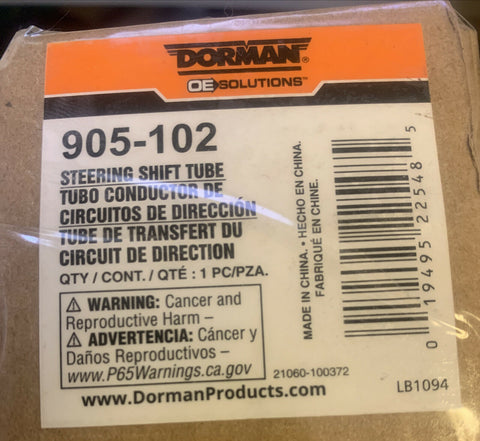 DORMAN®
OE SOLUTIONS™
905-102
STEERING SHIFT TUBE
TUBO CONDUCTOR DE
CIRCUITOS DE DIRECCIÓN
TUBE DE TRANSFERT DU
CIRCUIT DE DIRECTION
QTY / CONT. / QTÉ : 1 PC/PZA.
⚠ WARNING: Cancer and
Reproductive Harm –
⚠ ADVERTENCIA: Cáncer y
Daños Reproductivos –
www.P65Warnings.ca.gov
www.DormanProducts.com
MADE IN CHINA. • HECHO EN CHINA.
FABRIQUÉ EN CHINE.
0 19495 22548 5
21060-100372
LB1094